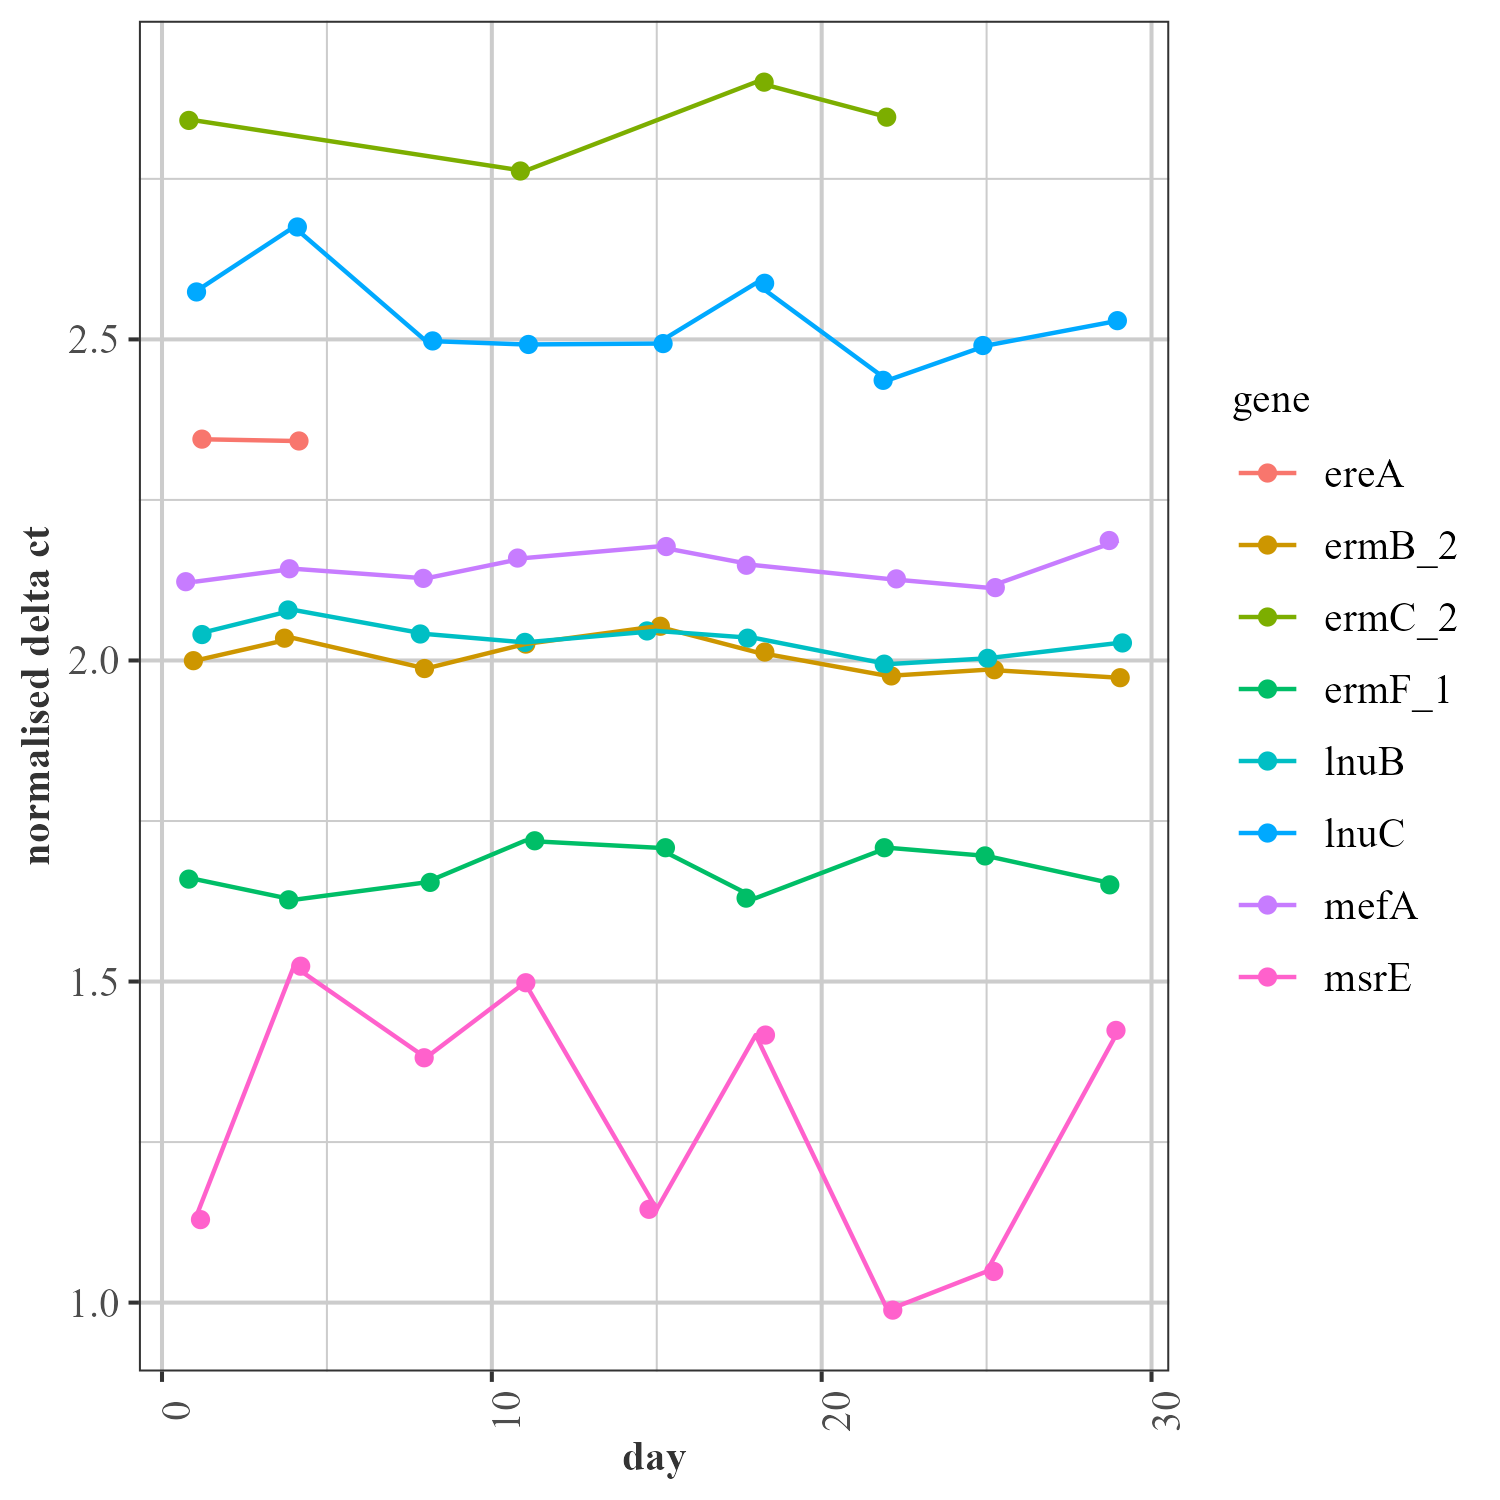 normalised delta ct
2.5
2.0
1.5
1.0
0
10
20
30
day
gene
ereA
ermB_2
ermC_2
ermF_1
lnuB
lnuC
mefA
msrE